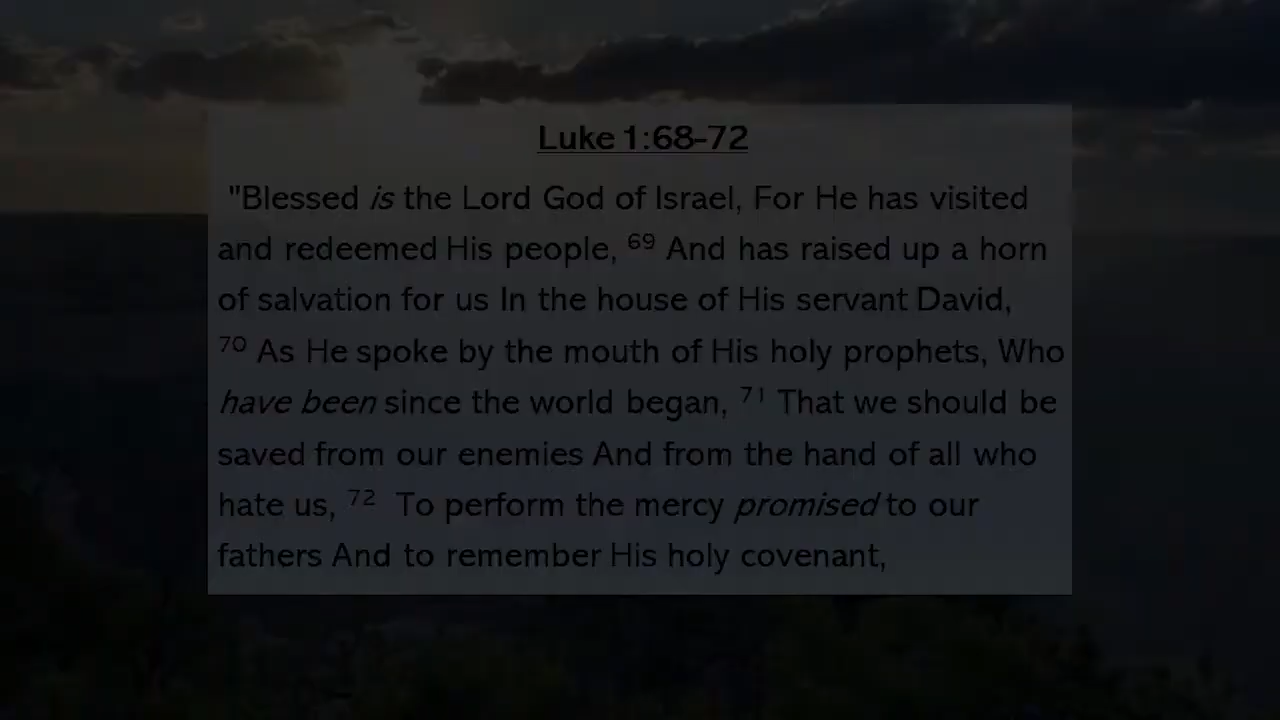 Luke 1:68-72
"Blessed is the Lord God of Israel, For He has visited
and redeemed His people, 69 And has raised up a horn
of salvation for us In the house of His servant David,
70 As He spoke by the mouth of His holy prophets, Who
have been since the world began, 71 That we should be
saved from our enemies And from the hand of all who
hate us, 72 To perform the mercy promised to our
fathers And to remember His holy covenant,